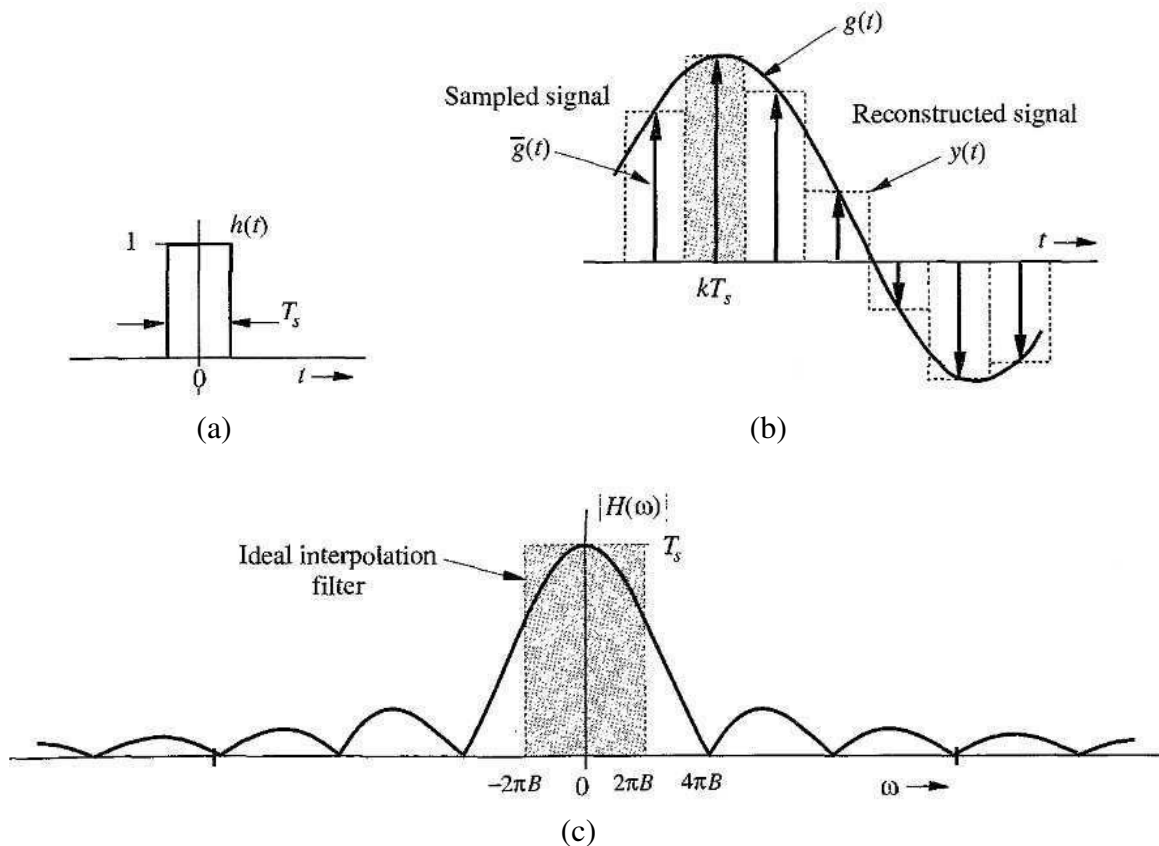 g(t)
Sampled signal
Reconstructed signal
g̅(t)
y(t)
h(t)
1
t
T_s
kT_s
0
t
(a)
(b)
|H(ω)|
Ideal interpolation
filter
T_s
−2πB
0
2πB
4πB
ω
(c)